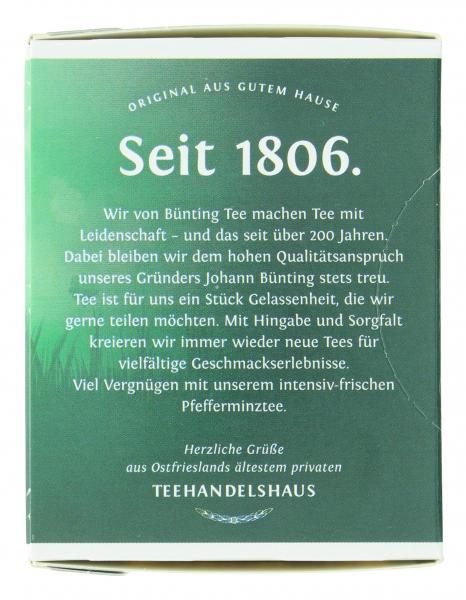 ORIGINAL AUS GUTEM HAUSE
Seit 1806.
Wir von Bünting Tee machen Tee mit
Leidenschaft – und das seit über 200 Jahren.
Dabei bleiben wir dem hohen Qualitätsanspruch
unseres Gründers Johann Bünting stets treu.
Tee ist für uns ein Stück Gelassenheit, die wir
gerne teilen möchten. Mit Hingabe und Sorgfalt
kreieren wir immer wieder neue Tees für
vielfältige Geschmackserlebnisse.
Viel Vergnügen mit unserem intensiv-frischen
Pfefferminztee.
Herzliche Grüße
aus Ostfrieslands ältestem privaten
TEEHANDELSHAUS